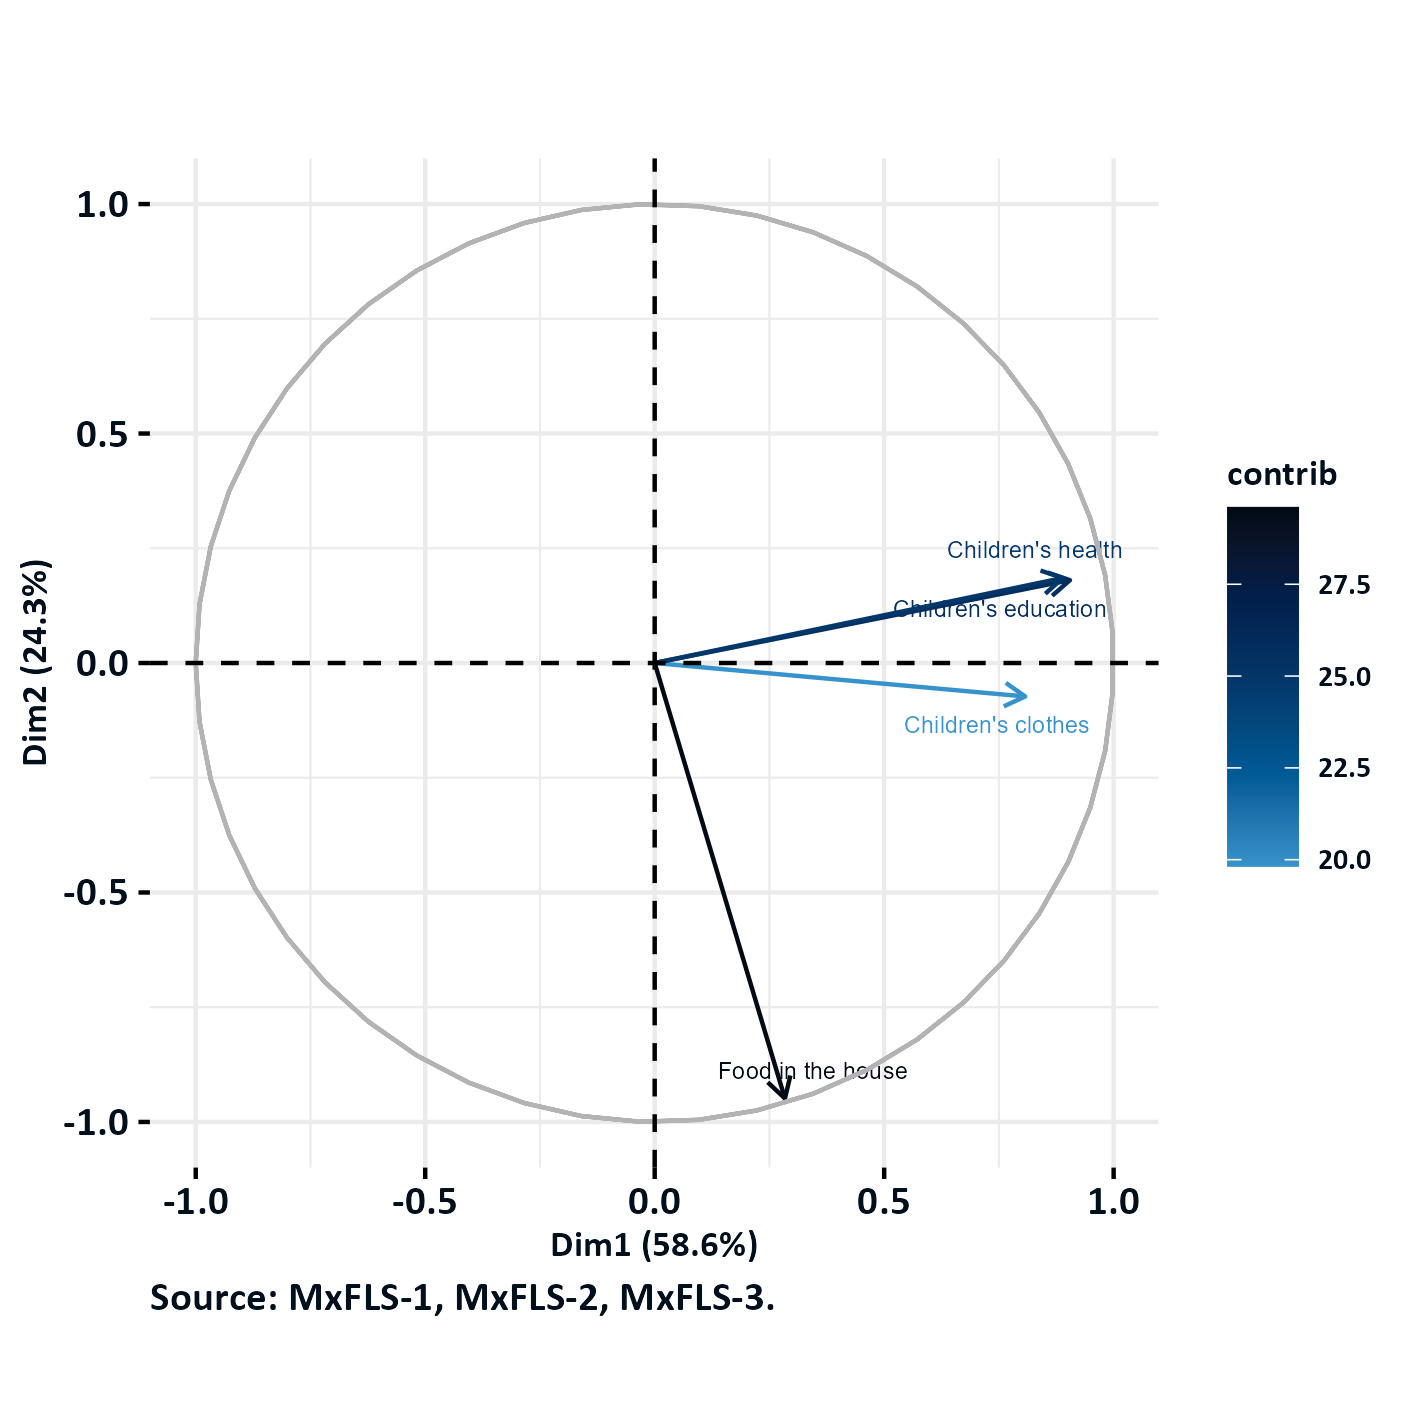 1.0
0.5
0.0
-0.5
-1.0
Dim2 (24.3%)
Children's health
Children's education
Children's clothes
Food in the house
-1.0
-0.5
0.0
0.5
1.0
Dim1 (58.6%)
contrib
27.5
25.0
22.5
20.0
Source: MxFLS-1, MxFLS-2, MxFLS-3.